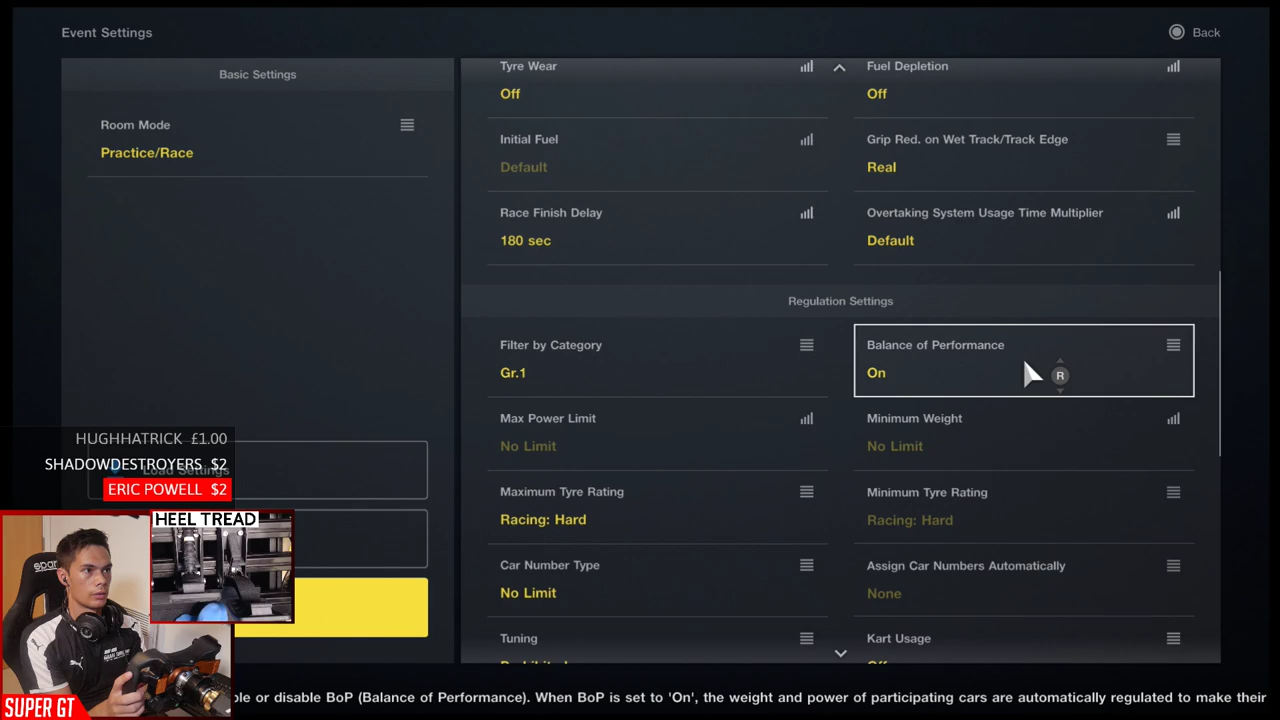 Event Settings
Back
Basic Settings
Room Mode
Practice/Race
Tyre Wear
Off
Fuel Depletion
Off
Initial Fuel
Default
Grip Red. on Wet Track/Track Edge
Real
Race Finish Delay
180 sec
Overtaking System Usage Time Multiplier
Default
Regulation Settings
Filter by Category
Gr.1
Balance of Performance
On
R
Max Power Limit
No Limit
Minimum Weight
No Limit
Maximum Tyre Rating
Racing: Hard
Minimum Tyre Rating
Racing: Hard
Car Number Type
No Limit
Assign Car Numbers Automatically
None
Tuning
Prohibited
Kart Usage
Off
Load Settings
HUGHHATRICK £1.00
SHADOWDESTROYERS $2
ERIC POWELL $2
HEEL TREAD
SUPER GT
ble or disable BoP (Balance of Performance). When BoP is set to 'On', the weight and power of participating cars are automatically regulated to make their